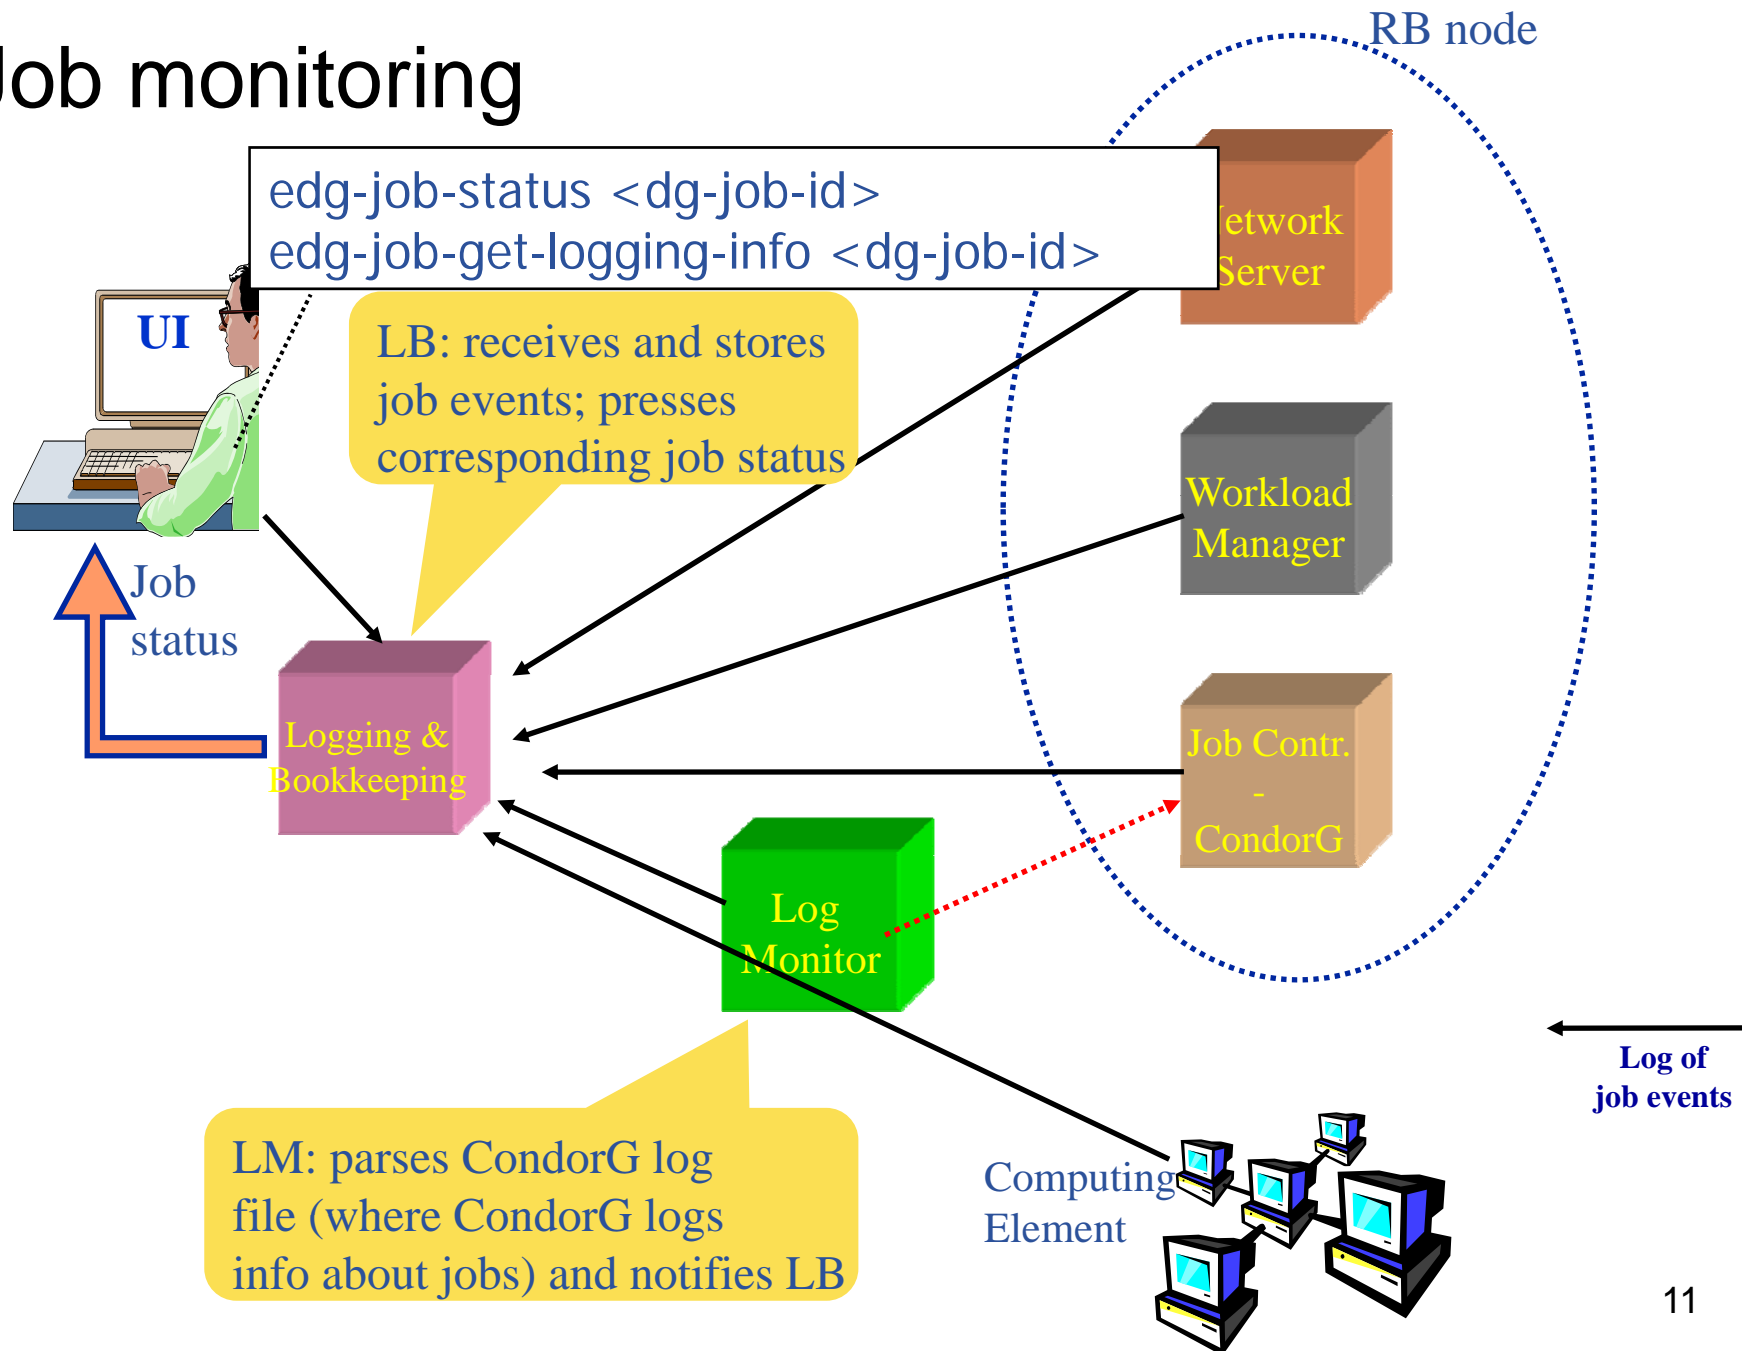 RB node
Job monitoring
edg-job-status <dg-job-id>
edg-job-get-logging-info <dg-job-id>
Network
Server
UI
LB: receives and stores
job events; presses
corresponding job status
Workload
Manager
Job
status
Logging &
Bookkeeping
Job Contr.
-
CondorG
Log
Monitor
Log of
job events
LM: parses CondorG log
file (where CondorG logs
info about jobs) and notifies LB
Computing
Element
11